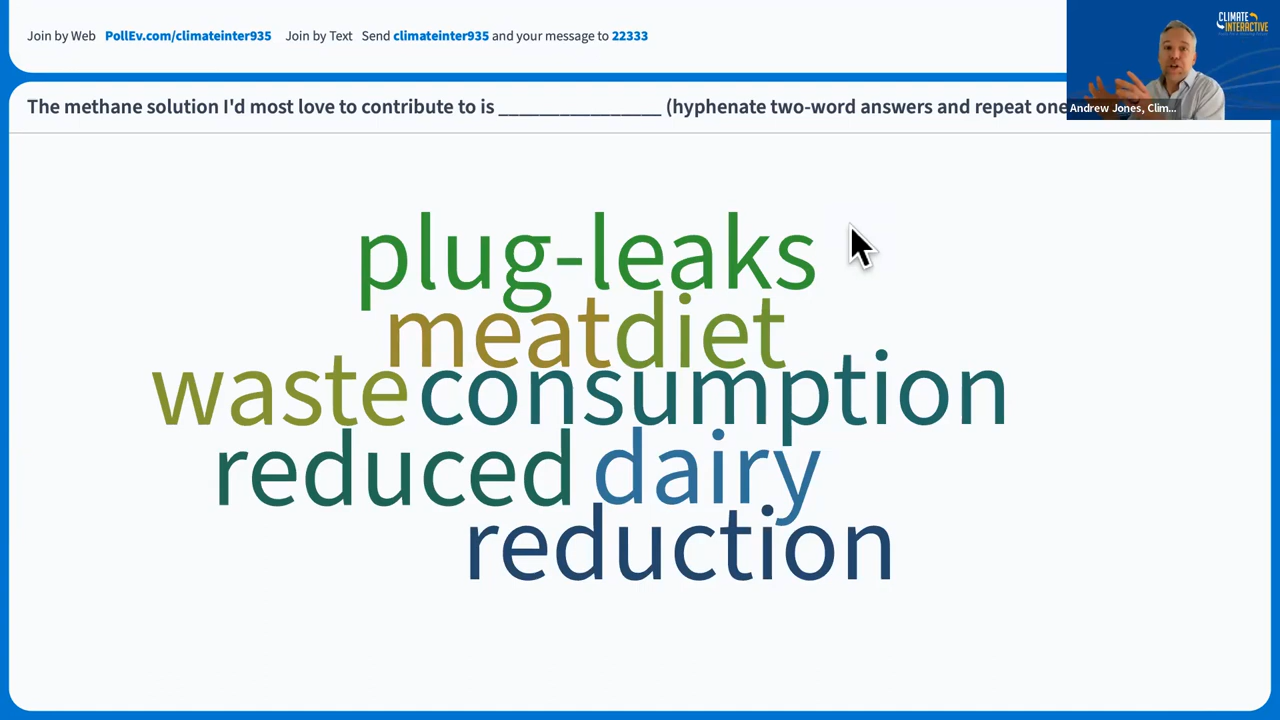 Join by Web PollEv.com/climateinter935 Join by Text Send climateinter935 and your message to 22333
CLIMATE
INTERACTIVE
Andrew Jones, Clim...
The methane solution I'd most love to contribute to is ________________ (hyphenate two-word answers and repeat one
plug-leaks
meat diet
waste consumption
reduced dairy
reduction